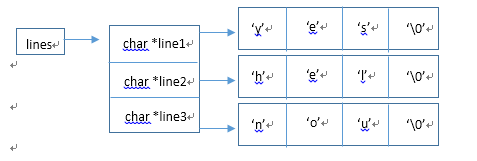 lines
char *line1
‘y’ ‘e’ ‘s’ ‘\0’
char *line2
‘h’ ‘e’ ‘l’ ‘\0’
char *line3
‘n’ ‘o’ ‘u’ ‘\0’